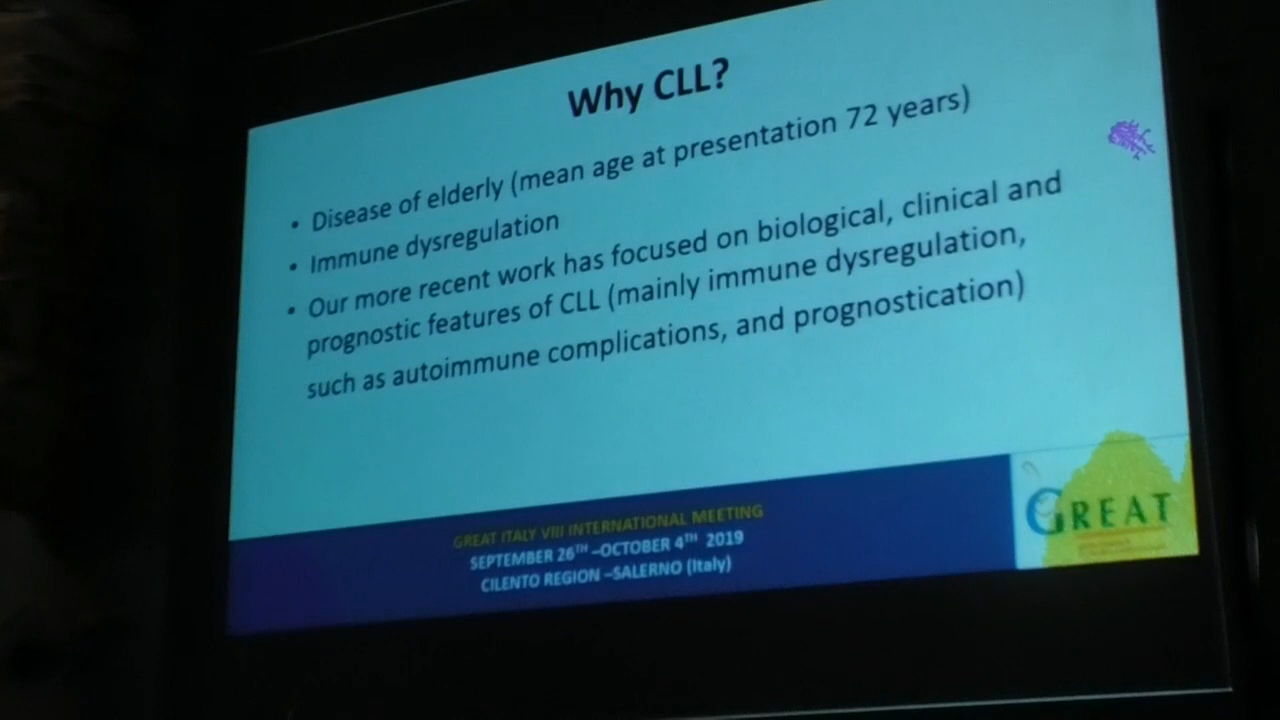 Why CLL?
• Disease of elderly (mean age at presentation 72 years)
• Immune dysregulation
• Our more recent work has focused on biological, clinical and
prognostic features of CLL (mainly immune dysregulation,
such as autoimmune complications, and prognostication)
GREAT ITALY VIII INTERNATIONAL MEETING
SEPTEMBER 26TH –OCTOBER 4TH 2019
CILENTO REGION –SALERNO (Italy)
GREAT